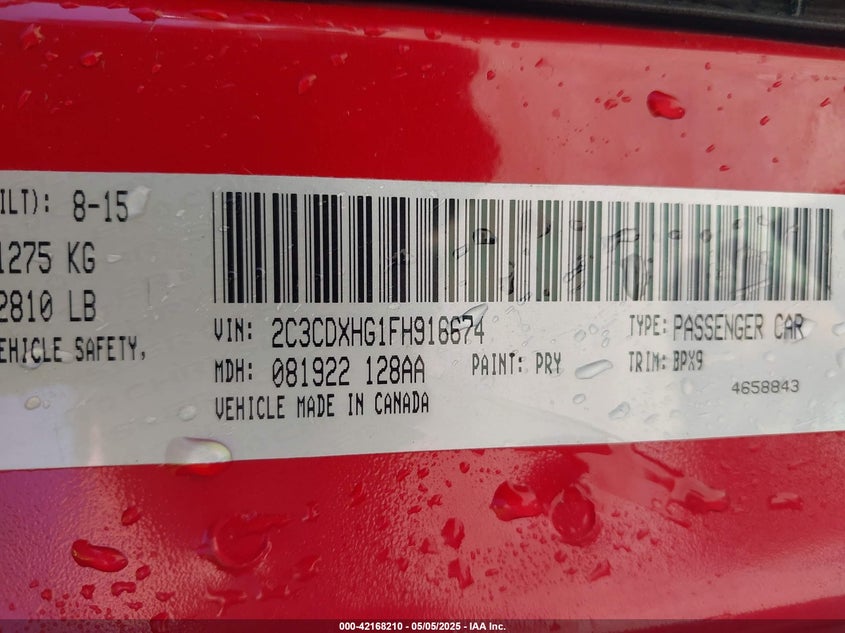 ILT): 8-15
1275 KG
2810 LB
EHICLE SAFETY,
VIN: 2C3CDXHG1FH916674 TYPE: PASSENGER CAR
MDH: 081922 128AA PAINT: PRY TRIM: BPX9
VEHICLE MADE IN CANADA 4658843
000-42168210 - 05/05/2025 - IAA Inc.